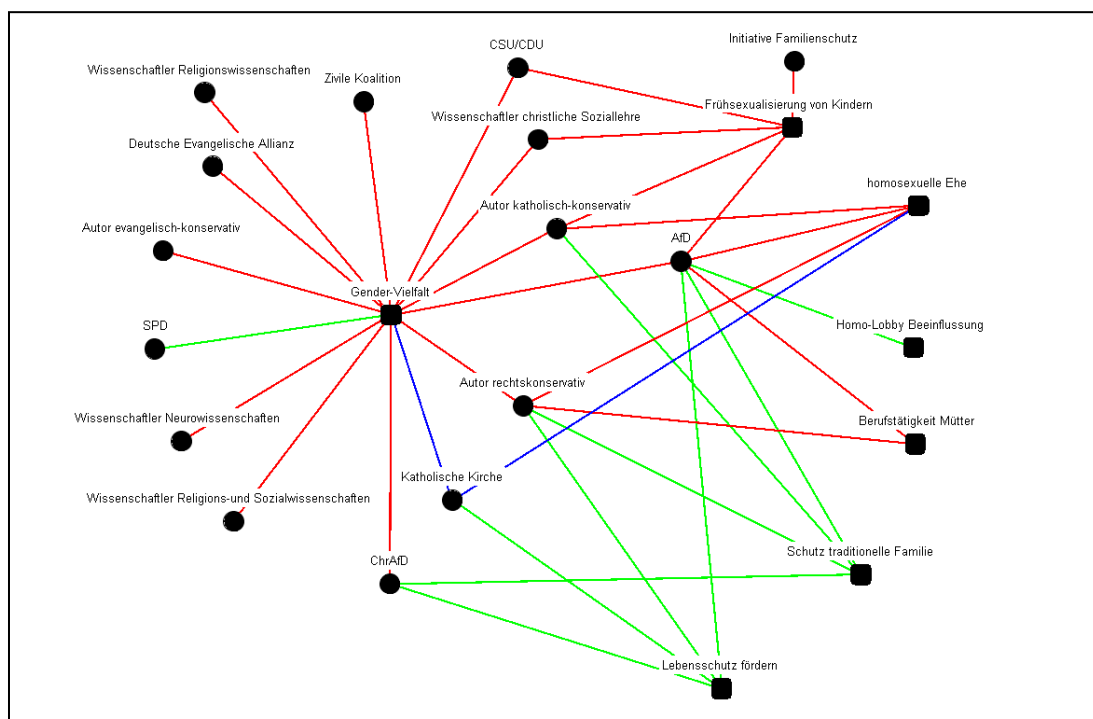 Initiative Familienschutz
CSU/CDU
Wissenschaftler Religionswissenschaften
Zivile Koalition
Frühsexualisierung von Kindern
Wissenschaftler christliche Soziallehre
Deutsche Evangelische Allianz
homosexuelle Ehe
Autor katholisch-konservativ
Autor evangelisch-konservativ
AfD
Gender-Vielfalt
SPD
Homo-Lobby Beeinflussung
Autor rechtskonservativ
Wissenschaftler Neurowissenschaften
Berufstätigkeit Mütter
Katholische Kirche
Wissenschaftler Religions-und Sozialwissenschaften
Schutz traditionelle Familie
ChrAfD
Lebensschutz fördern